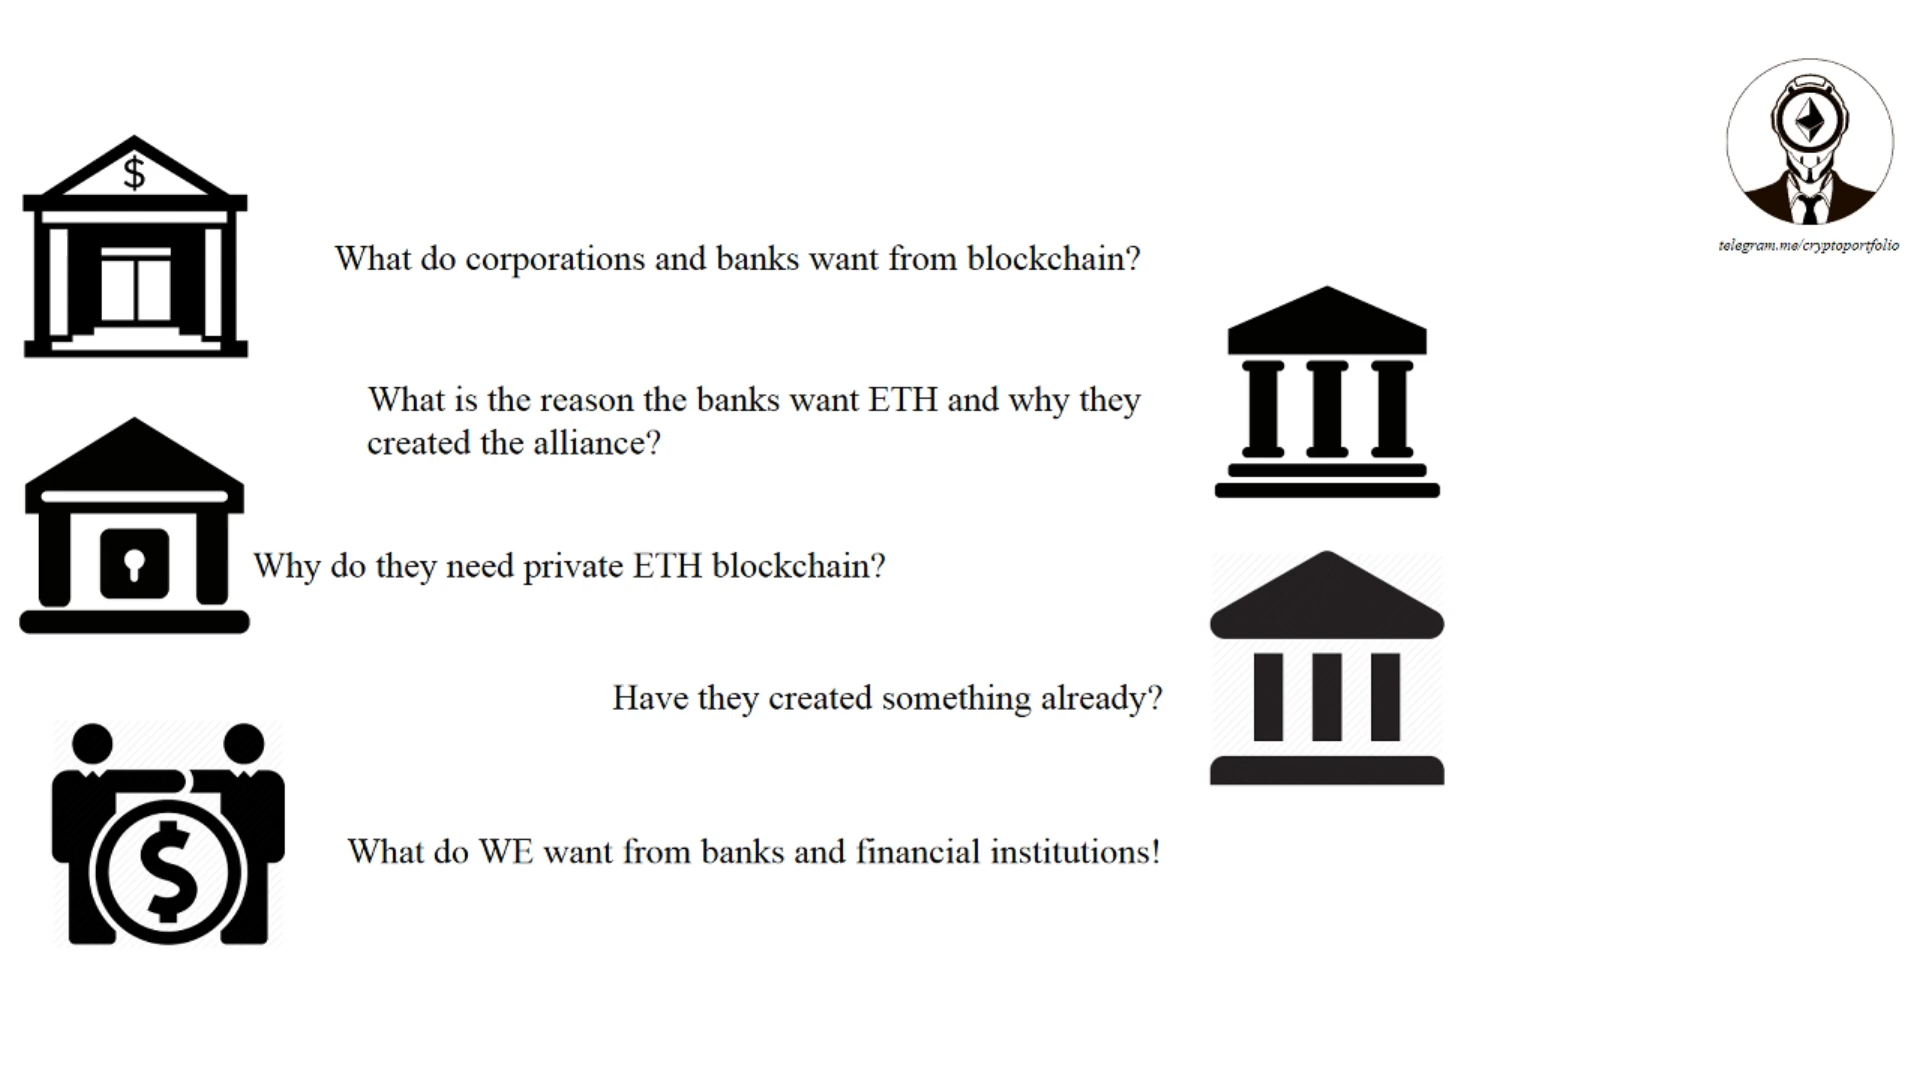 telegram.me/cryptoportfolio
$
What do corporations and banks want from blockchain?
What is the reason the banks want ETH and why they
created the alliance?
Why do they need private ETH blockchain?
Have they created something already?
What do WE want from banks and financial institutions!
$